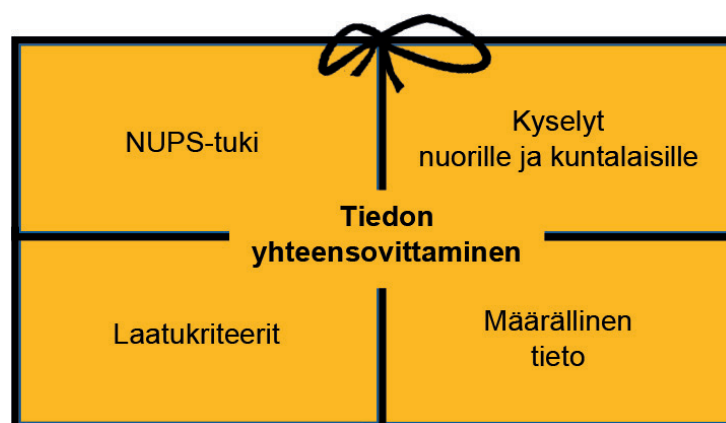 NUPS-tuki
Kyselyt
nuorille ja kuntalaisille
Tiedon
yhteensovittaminen
Laatukriteerit
Määrällinen
tieto